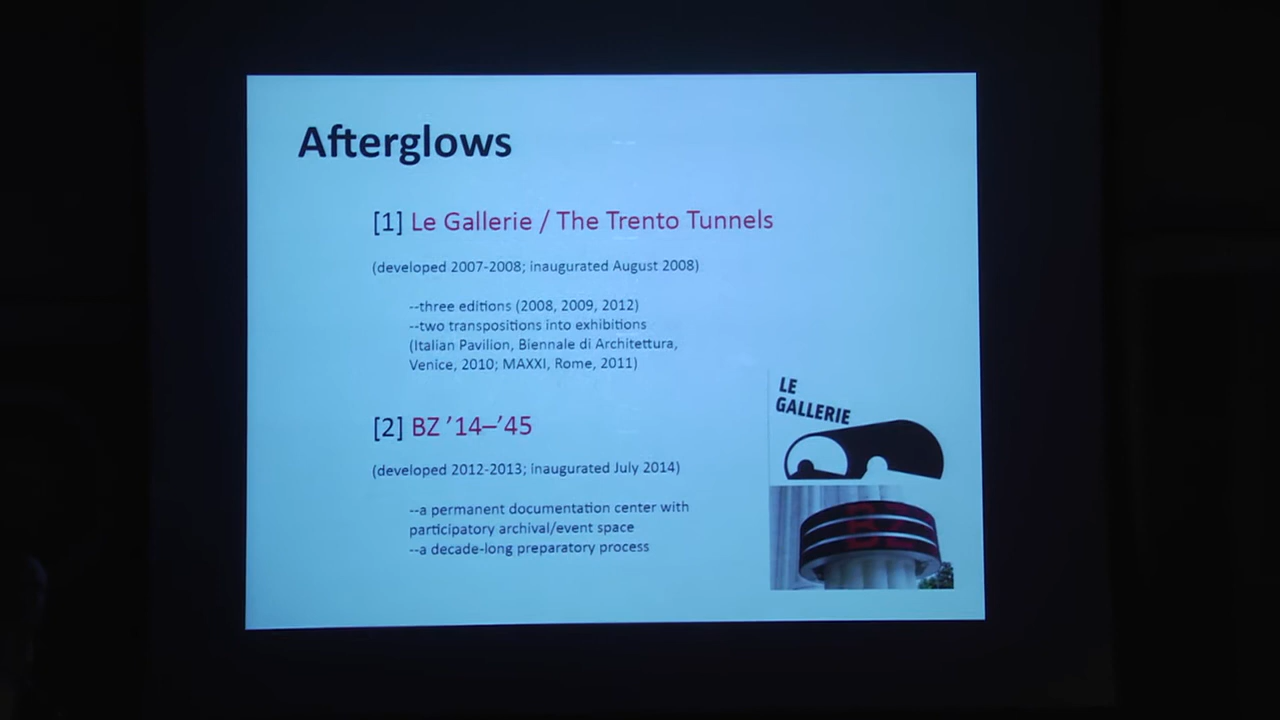 Afterglows
[1] Le Gallerie / The Trento Tunnels
(developed 2007-2008; inaugurated August 2008)
--three editions (2008, 2009, 2012)
--two transpositions into exhibitions
(Italian Pavilion, Biennale di Architettura,
Venice, 2010; MAXXI, Rome, 2011)
LE
GALLERIE
[2] BZ ’14–’45
(developed 2012-2013; inaugurated July 2014)
--a permanent documentation center with
participatory archival/event space
--a decade-long preparatory process